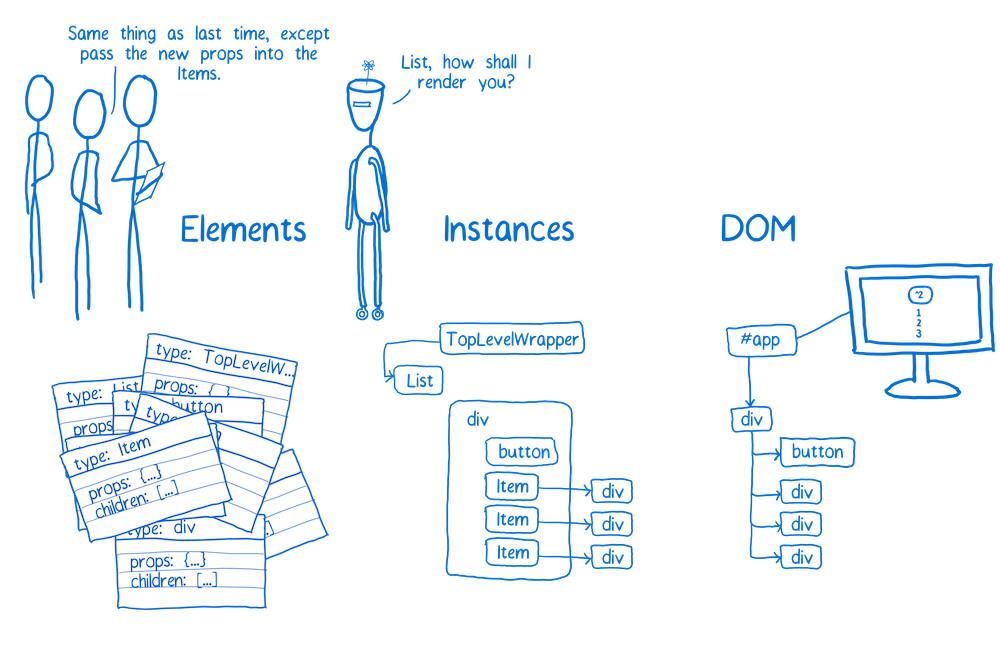 Same thing as last time, except
pass the new props into the
Items.
List, how shall I
render you?
Elements
Instances
DOM
type: TopLevelW...
props: { }
type: List
props
button
type
type: Item
props: {...}
children: [...]
type: div
props: {...}
children: [...]
TopLevelWrapper
List
div
button
Item
div
Item
div
Item
div
^2
1
2
3
#app
div
button
div
div
div